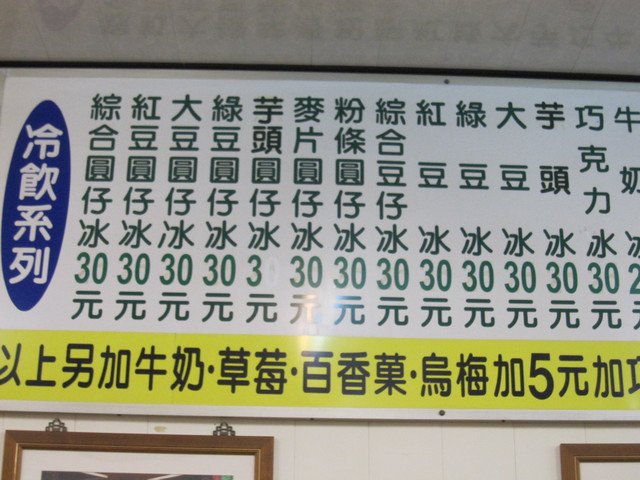 冷飲系列
綜合圓仔冰30元
紅豆圓仔冰30元
大豆圓仔冰30元
綠豆圓仔冰30元
芋頭圓仔冰3元
麥片圓仔冰30元
粉條圓仔冰30元
綜合豆仔冰30元
紅豆冰30元
綠豆冰30元
大豆冰30元
芋頭冰30元
巧克力冰30元
牛奶冰2元
以上另加牛奶·草莓·百香菓·烏梅加5元加巧